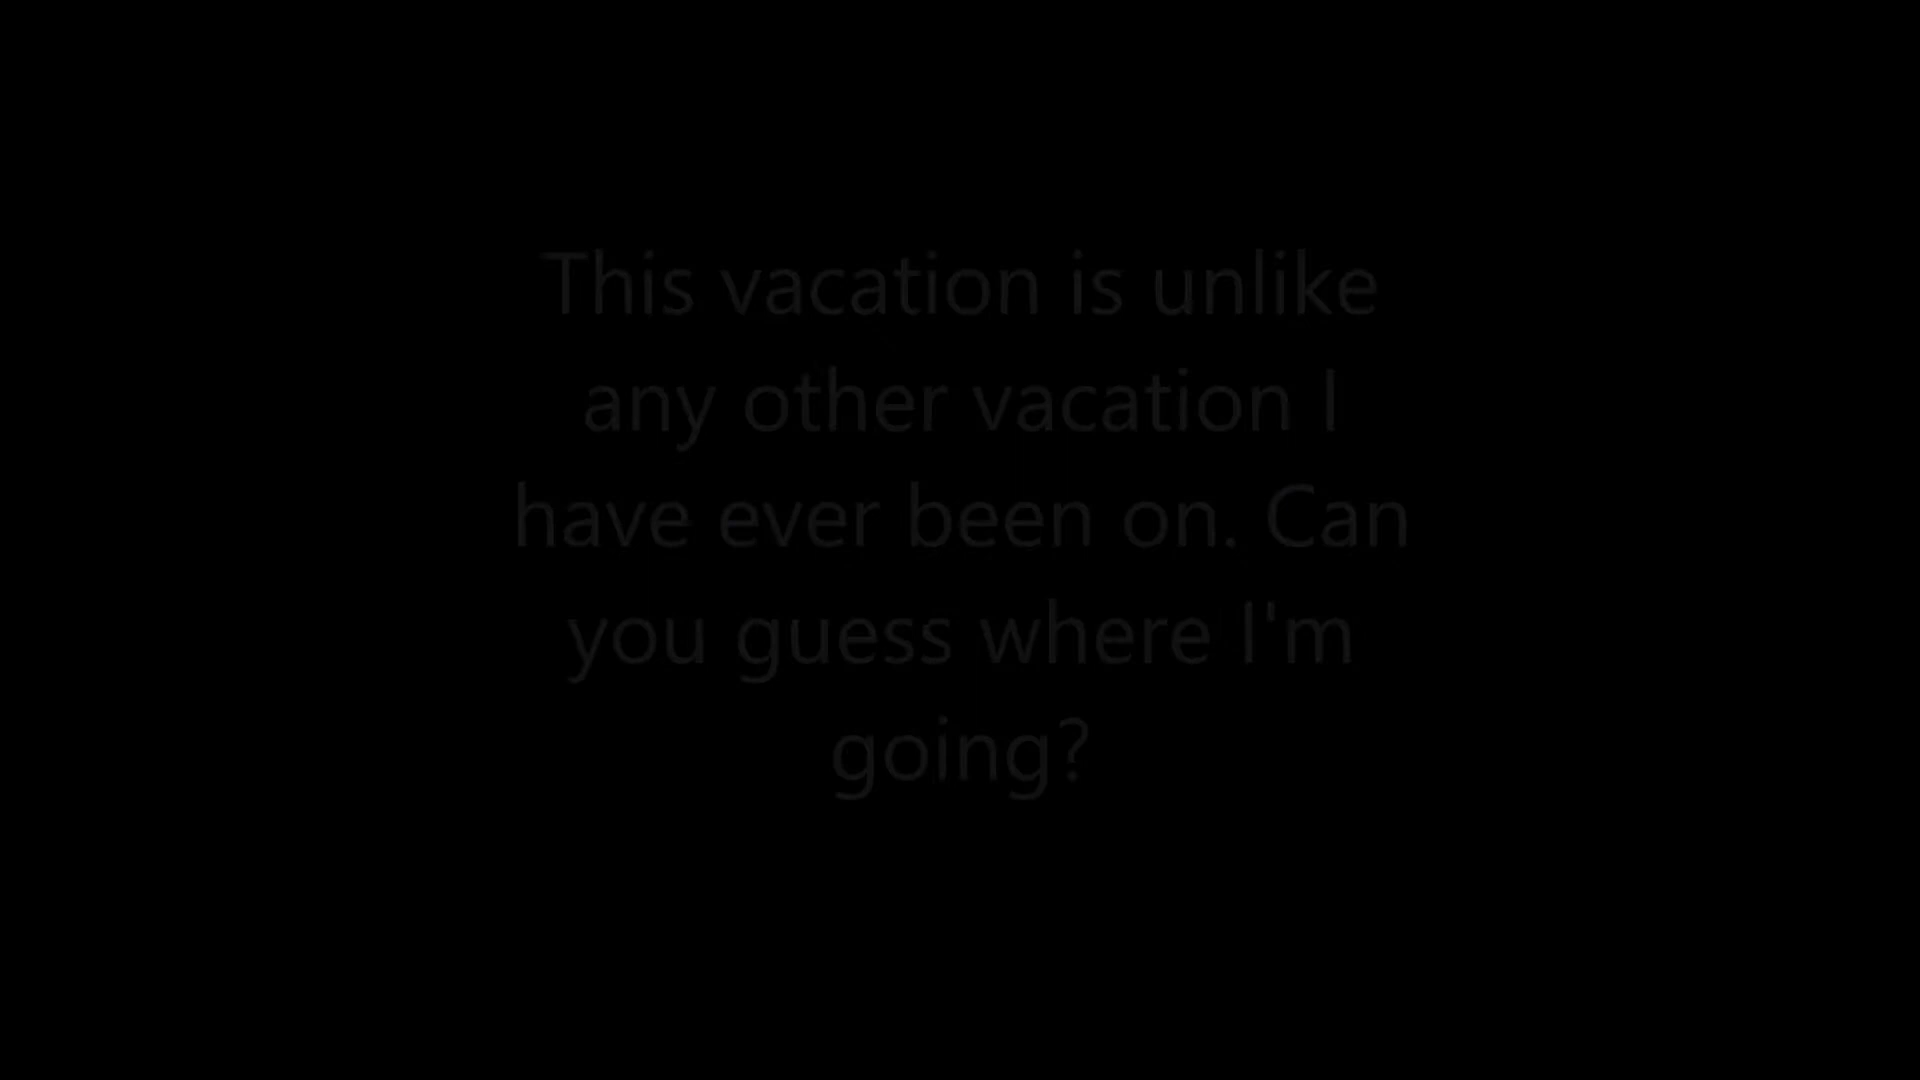 This vacation is unlike
any other vacation I
have ever been on. Can
you guess where I'm
going?